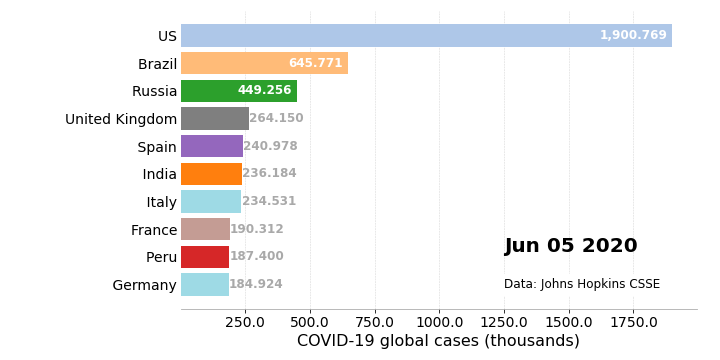 US 1,900.769
Brazil 645.771
Russia 449.256
United Kingdom 264.150
Spain 240.978
India 236.184
Italy 234.531
France 190.312
Peru 187.400
Germany 184.924
Jun 05 2020
Data: Johns Hopkins CSSE
250.0 500.0 750.0 1000.0 1250.0 1500.0 1750.0
COVID-19 global cases (thousands)